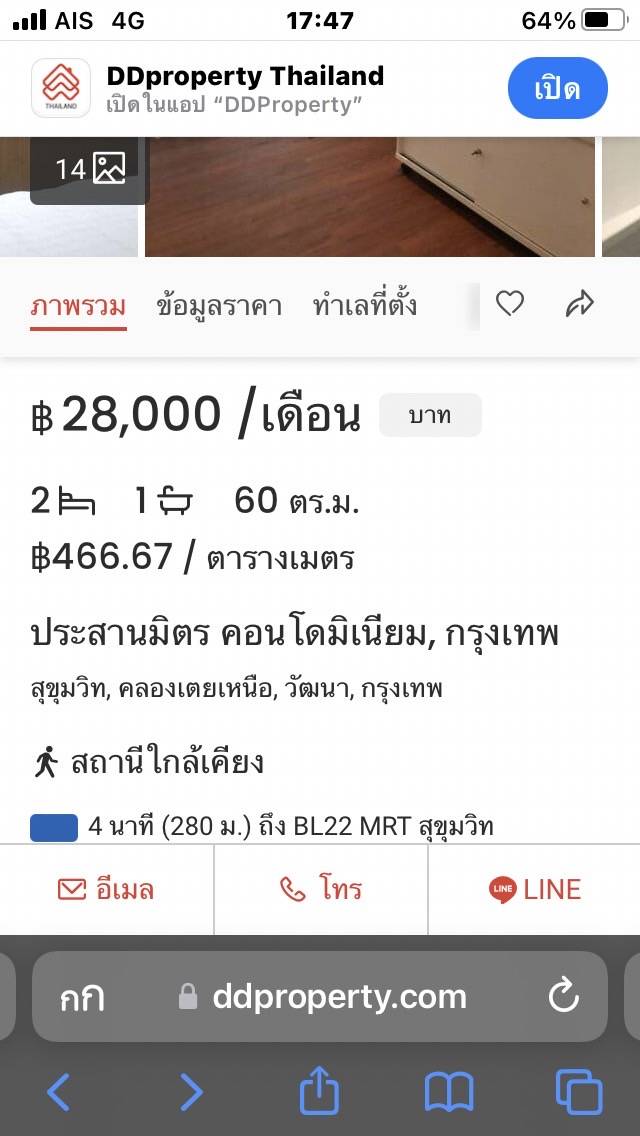 AIS 4G 17:47 64%
DDproperty Thailand
เปิดในแอป “DDProperty”
THAILAND
เปิด
14
ภาพรวม ข้อมูลราคา ทำเลที่ตั้ง
฿ 28,000 /เดือน บาท
2 1 60 ตร.ม.
฿466.67 / ตารางเมตร
ประสานมิตร คอนโดมิเนียม, กรุงเทพ
สุขุมวิท, คลองเตยเหนือ, วัฒนา, กรุงเทพ
สถานีใกล้เคียง
4 นาที (280 ม.) ถึง BL22 MRT สุขุมวิท
อีเมล โทร LINE LINE
กก ddproperty.com